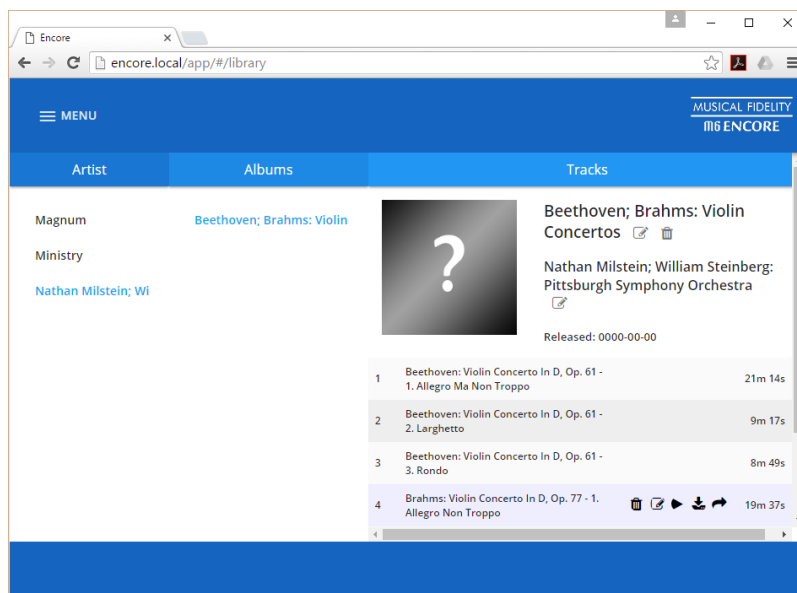 Encore
encore.local/app/#/library
MENU
MUSICAL FIDELITY
M6 ENCORE
Artist
Albums
Tracks
Magnum
Ministry
Nathan Milstein; Wi
Beethoven; Brahms: Violin
?
Beethoven; Brahms: Violin
Concertos
Nathan Milstein; William Steinberg:
Pittsburgh Symphony Orchestra
Released: 0000-00-00
1
Beethoven: Violin Concerto In D, Op. 61 -
1. Allegro Ma Non Troppo
21m 14s
2
Beethoven: Violin Concerto In D, Op. 61 -
2. Larghetto
9m 17s
3
Beethoven: Violin Concerto In D, Op. 61 -
3. Rondo
8m 49s
4
Brahms: Violin Concerto In D, Op. 77 - 1.
Allegro Non Troppo
19m 37s